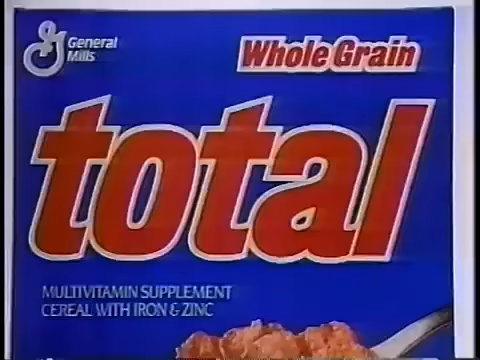 General
Mills
Whole Grain
total
MULTIVITAMIN SUPPLEMENT
CEREAL WITH IRON & ZINC